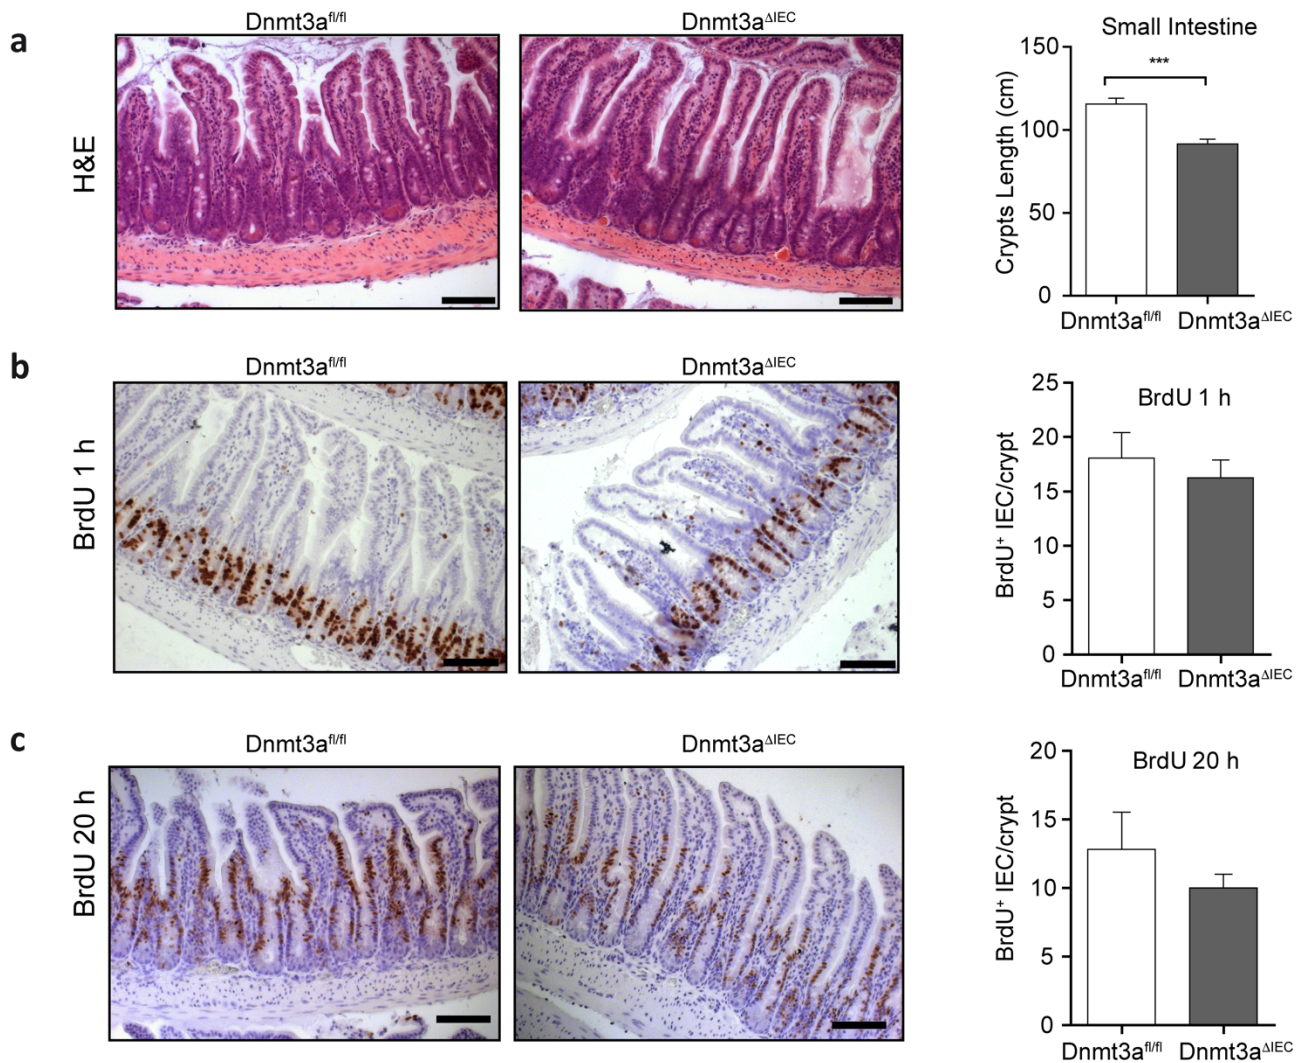 a
Dnmt3a^fl/fl
Dnmt3a^ΔIEC
H&E
Small Intestine
***
Crypts Length (cm)
150
100
50
0
Dnmt3a^fl/fl Dnmt3a^ΔIEC
b
Dnmt3a^fl/fl
Dnmt3a^ΔIEC
BrdU 1 h
BrdU 1 h
BrdU⁺ IEC/crypt
25
20
15
10
5
0
Dnmt3a^fl/fl Dnmt3a^ΔIEC
c
Dnmt3a^fl/fl
Dnmt3a^ΔIEC
BrdU 20 h
BrdU 20 h
BrdU⁺ IEC/crypt
20
15
10
5
0
Dnmt3a^fl/fl Dnmt3a^ΔIEC